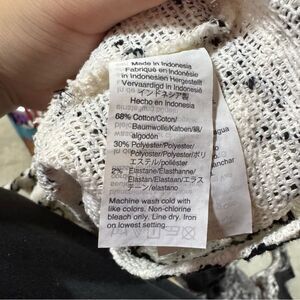 Made in Indonesia
Fabriqué en Indonésie
In Indonesien Hergestellt
Vervaardigd in Indonesië
インドネシア製
Hecho en Indonesia
68% Cotton/Coton/
Baumwolle/Katoen/綿/
algodón
30% Polyester/Polyester/
Polyester/Polyester/ポリ
エステル/poliéster
2% Elastane/Élasthanne/
Elastan/Elastaan/エラス
テーン/elastano
Machine wash cold with
like colors. Non-chlorine
bleach only. Line dry. Iron
on lowest setting.
agua